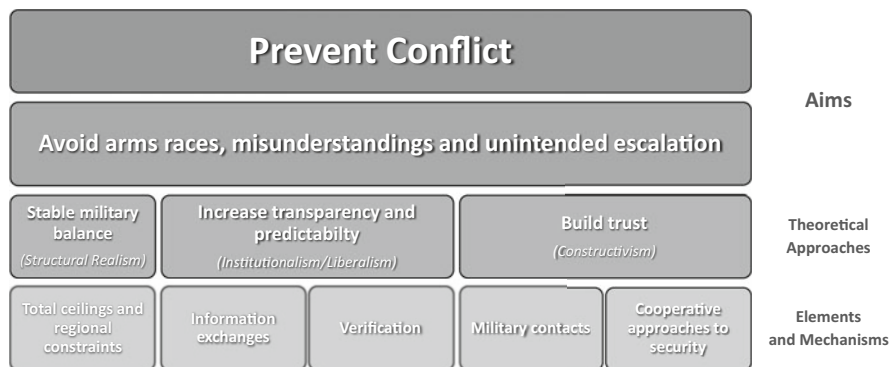 Prevent Conflict
Aims
Avoid arms races, misunderstandings and unintended escalation
Stable military
balance
(Structural Realism)
Increase transparency and
predictabilty
(Institutionalism/Liberalism)
Build trust
(Constructivism)
Theoretical
Approaches
Total ceilings and
regional
constraints
Information
exchanges
Verification
Military contacts
Cooperative
approaches to
security
Elements
and Mechanisms